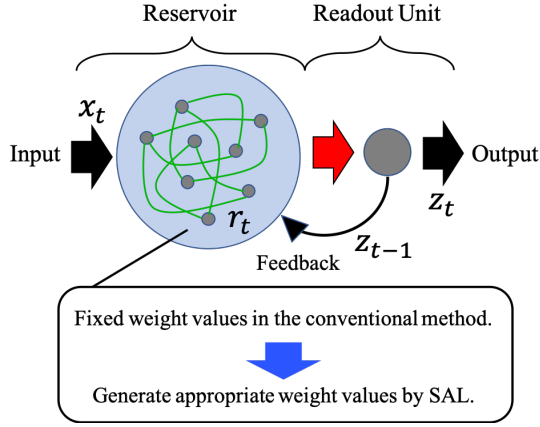 Reservoir
Readout Unit
x_t
Input
Output
r_t
z_t
z_{t−1}
Feedback
Fixed weight values in the conventional method.
Generate appropriate weight values by SAL.